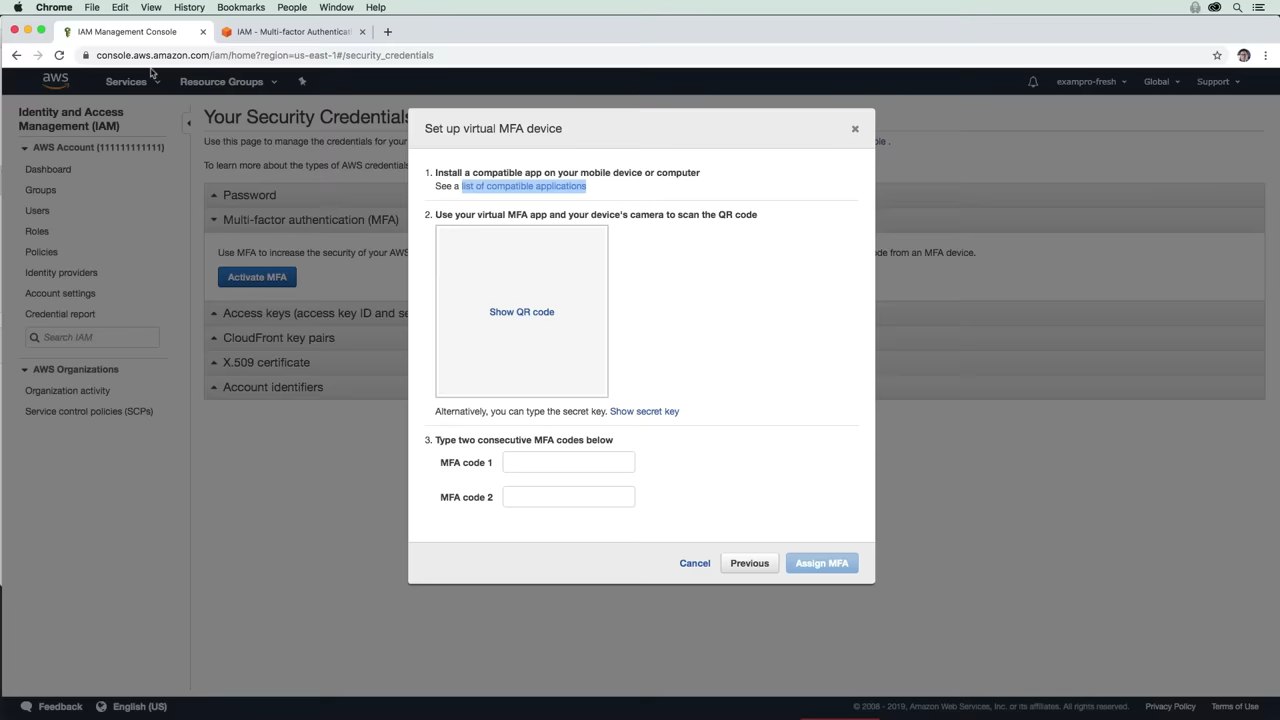 Chrome File Edit View History Bookmarks People Window Help
IAM Management Console
IAM - Multi-factor Authenticat
console.aws.amazon.com/iam/home?region=us-east-1#/security_credentials
aws Services Resource Groups exampro-fresh Global Support
Identity and Access
Management (IAM)
AWS Account (111111111111)
Dashboard
Groups
Users
Roles
Policies
Identity providers
Account settings
Credential report
Search IAM
AWS Organizations
Organization activity
Service control policies (SCPs)
Your Security Credentials
Use this page to manage the credentials for your
To learn more about the types of AWS credentials
Password
Multi-factor authentication (MFA)
Use MFA to increase the security of your AWS
de from an MFA device.
Activate MFA
Access keys (access key ID and se
CloudFront key pairs
X.509 certificate
Account identifiers
Set up virtual MFA device
1. Install a compatible app on your mobile device or computer
See a list of compatible applications
2. Use your virtual MFA app and your device's camera to scan the QR code
Show QR code
Alternatively, you can type the secret key. Show secret key
3. Type two consecutive MFA codes below
MFA code 1
MFA code 2
Cancel Previous Assign MFA
Feedback English (US)
© 2008 - 2019, Amazon Web Services, Inc. or its affiliates. All rights reserved. Privacy Policy Terms of Use